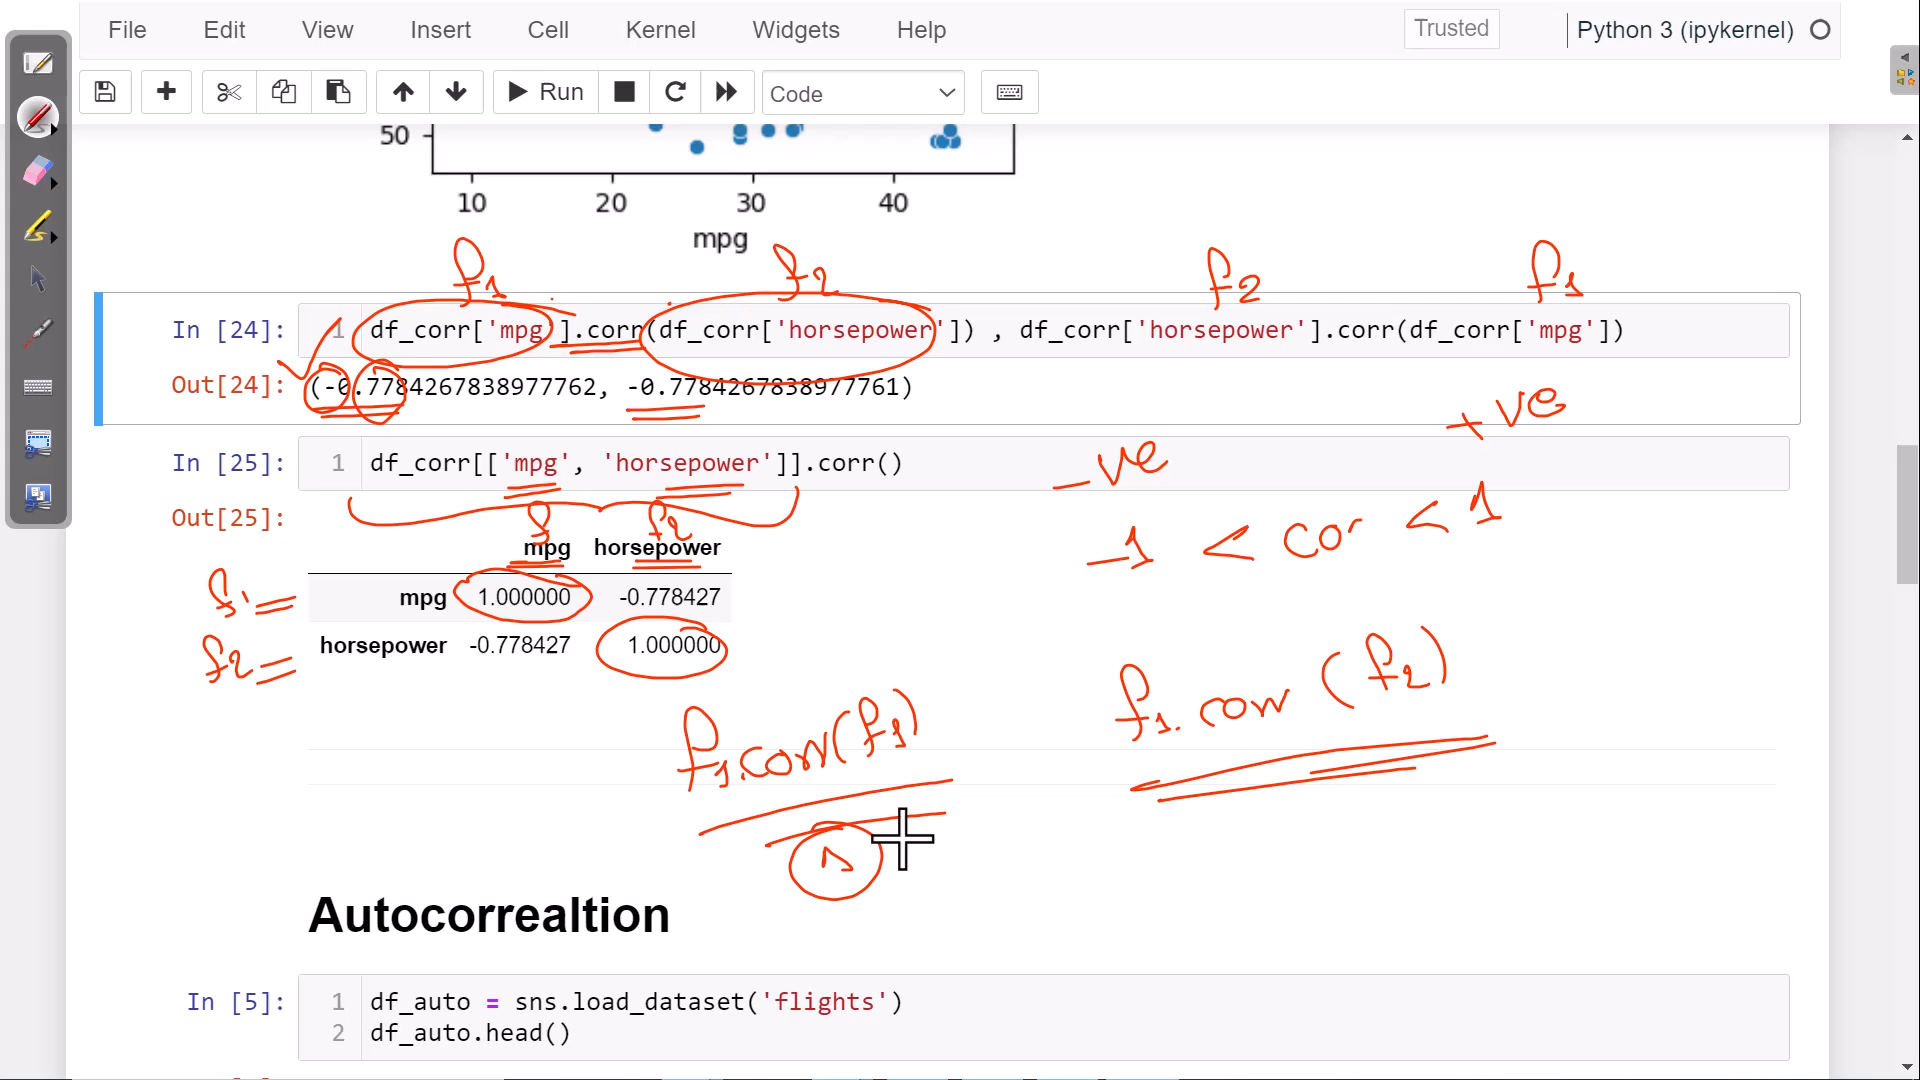 File Edit View Insert Cell Kernel Widgets Help Trusted Python 3 (ipykernel)
Run Code
50
10 20 30 40
mpg
f1 f2 f2 f1
In [24]: 1 df_corr['mpg'].corr(df_corr['horsepower']) , df_corr['horsepower'].corr(df_corr['mpg'])
Out[24]: (-0.7784267838977762, -0.7784267838977761)
+ve
In [25]: 1 df_corr[['mpg', 'horsepower']].corr()
-ve
Out[25]:
f f2
-1 < cor < 1
mpg horsepower
f1 = mpg 1.000000 -0.778427
f2 = horsepower -0.778427 1.000000
f1.corr(f2)
f1.corr(f1)
1
Autocorrealtion
In [5]: 1 df_auto = sns.load_dataset('flights')
2 df_auto.head()